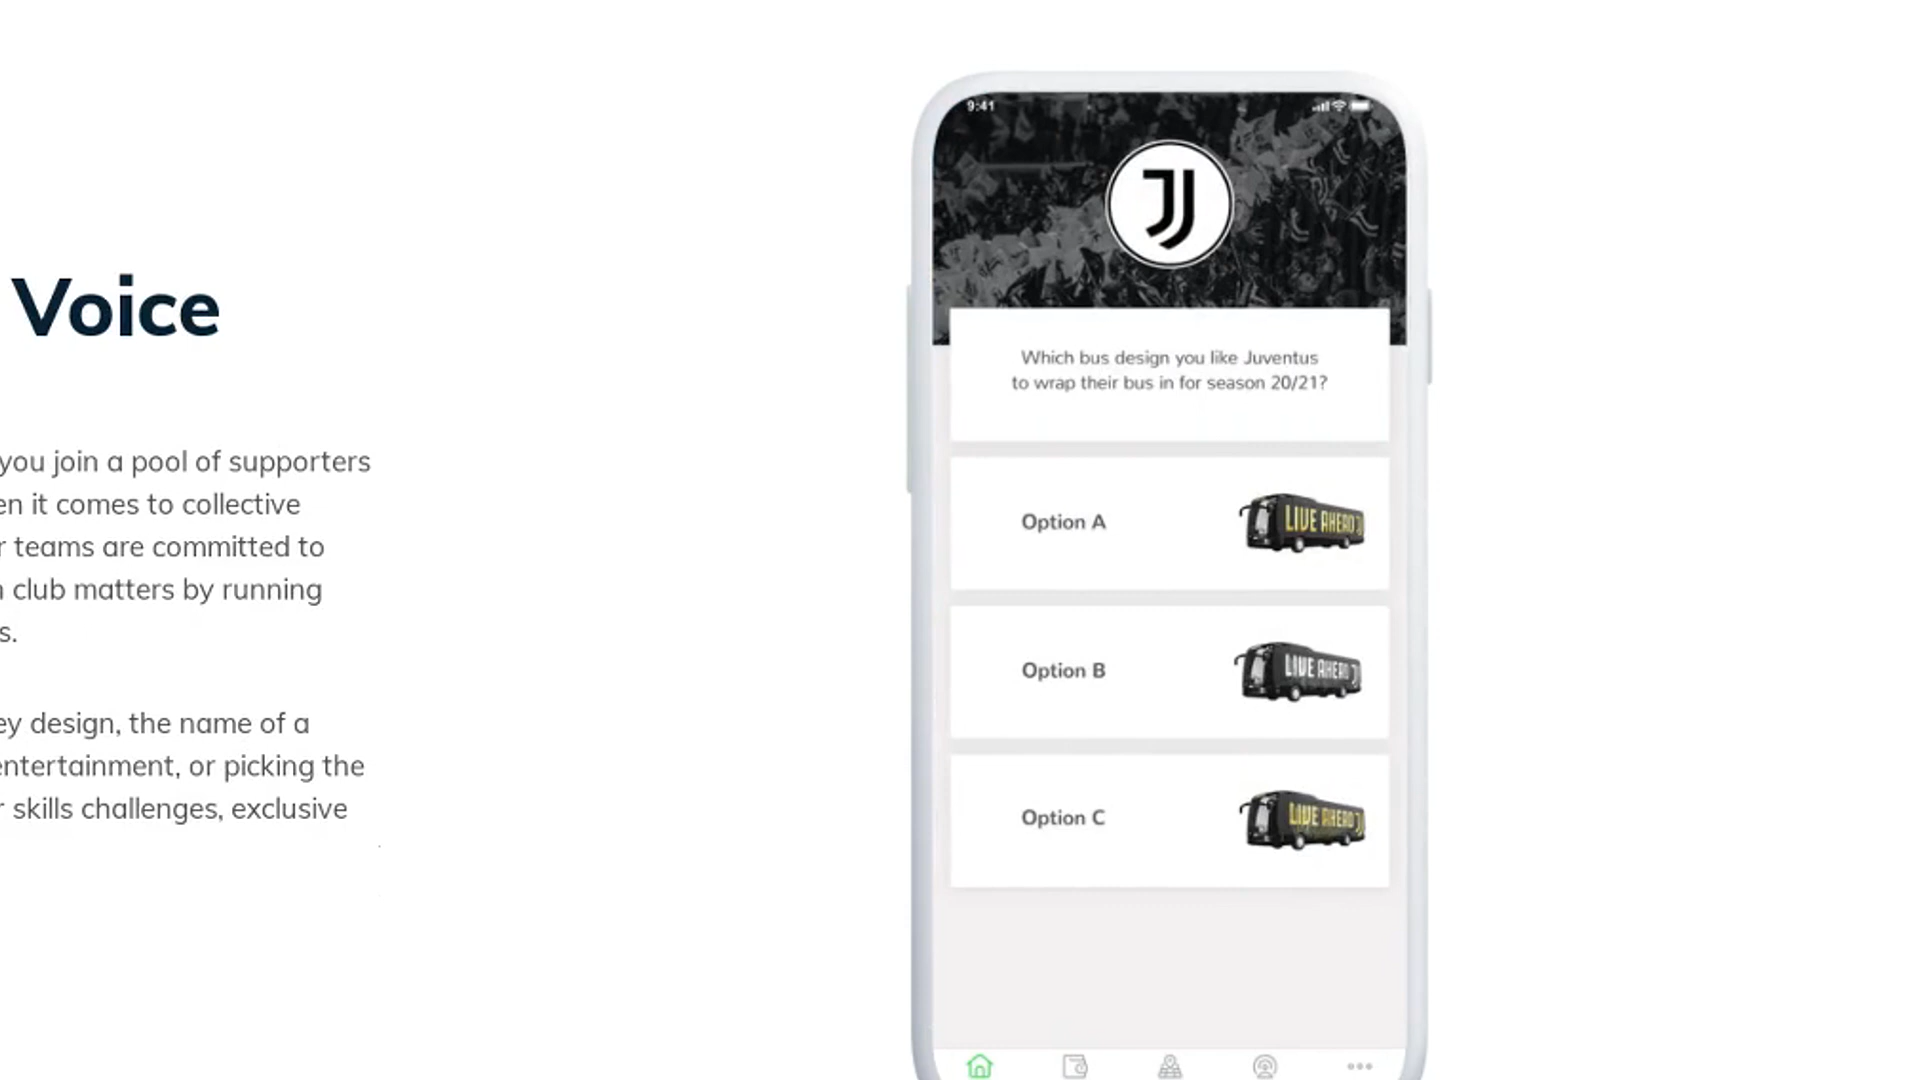 Voice
you join a pool of supporters
en it comes to collective
r teams are committed to
club matters by running
s.
ey design, the name of a
entertainment, or picking the
r skills challenges, exclusive
9:41
Which bus design you like Juventus
to wrap their bus in for season 20/21?
Option A
LIVE AHEAD
Option B
LIVE AHEAD
Option C
LIVE AHEAD